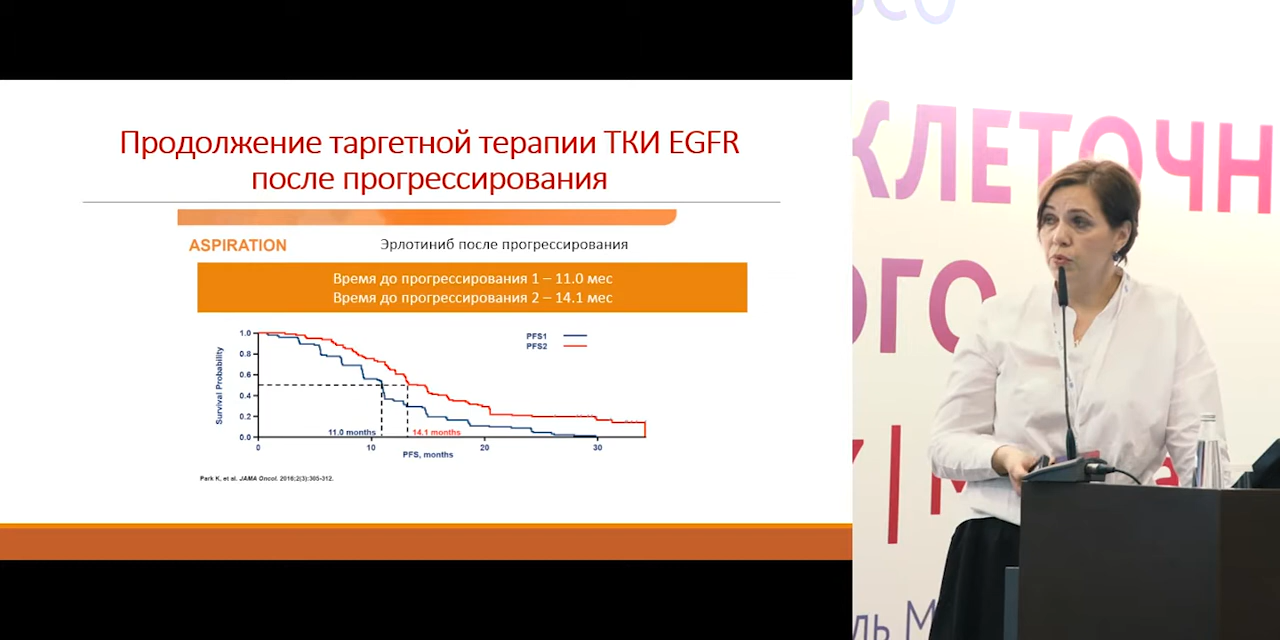 Продолжение таргетной терапии ТКИ EGFR
после прогрессирования
ASPIRATION
Эрлотиниб после прогрессирования
Время до прогрессирования 1 – 11.0 мес
Время до прогрессирования 2 – 14.1 мес
PFS1
PFS2
Survival Probability
1.0
0.8
0.6
0.4
0.2
0.0
11.0 months
14.1 months
0
10
20
30
PFS, months
Park K, et al. JAMA Oncol. 2016;2(3):305-312.
КЛЕТОЧН
ОГО